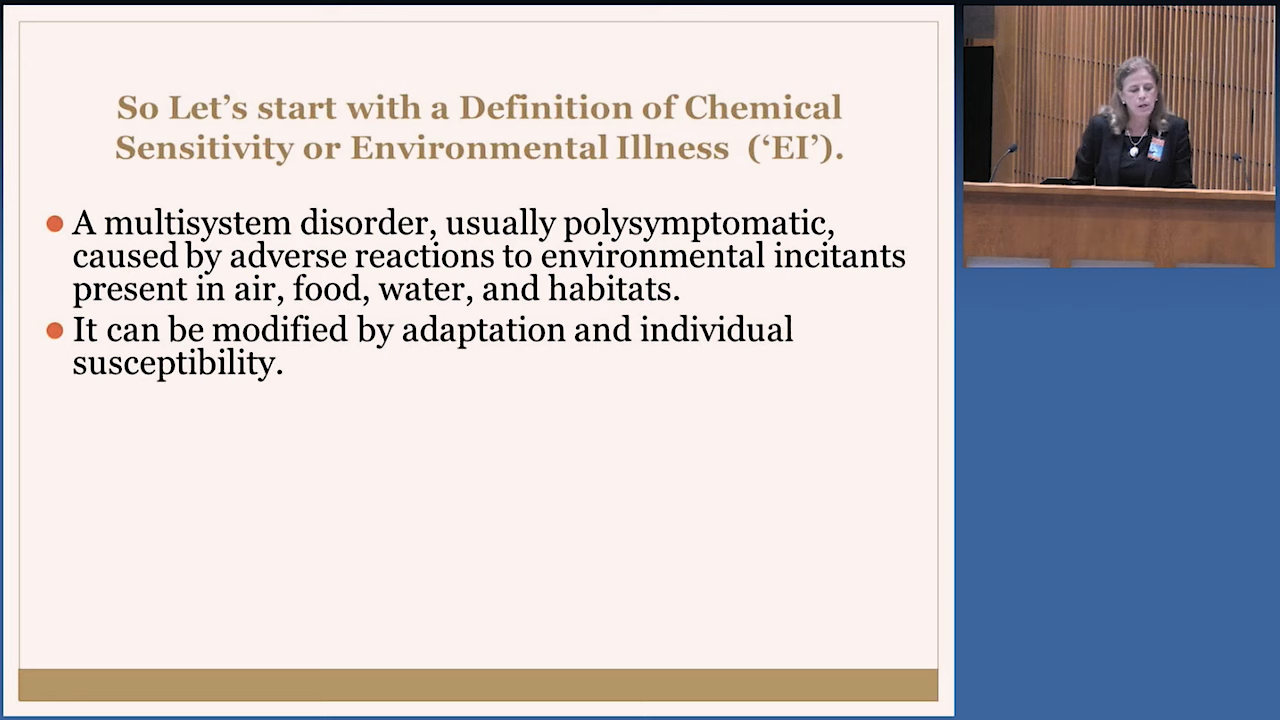 So Let’s start with a Definition of Chemical
Sensitivity or Environmental Illness (‘EI’).
A multisystem disorder, usually polysymptomatic,
caused by adverse reactions to environmental incitants
present in air, food, water, and habitats.
It can be modified by adaptation and individual
susceptibility.